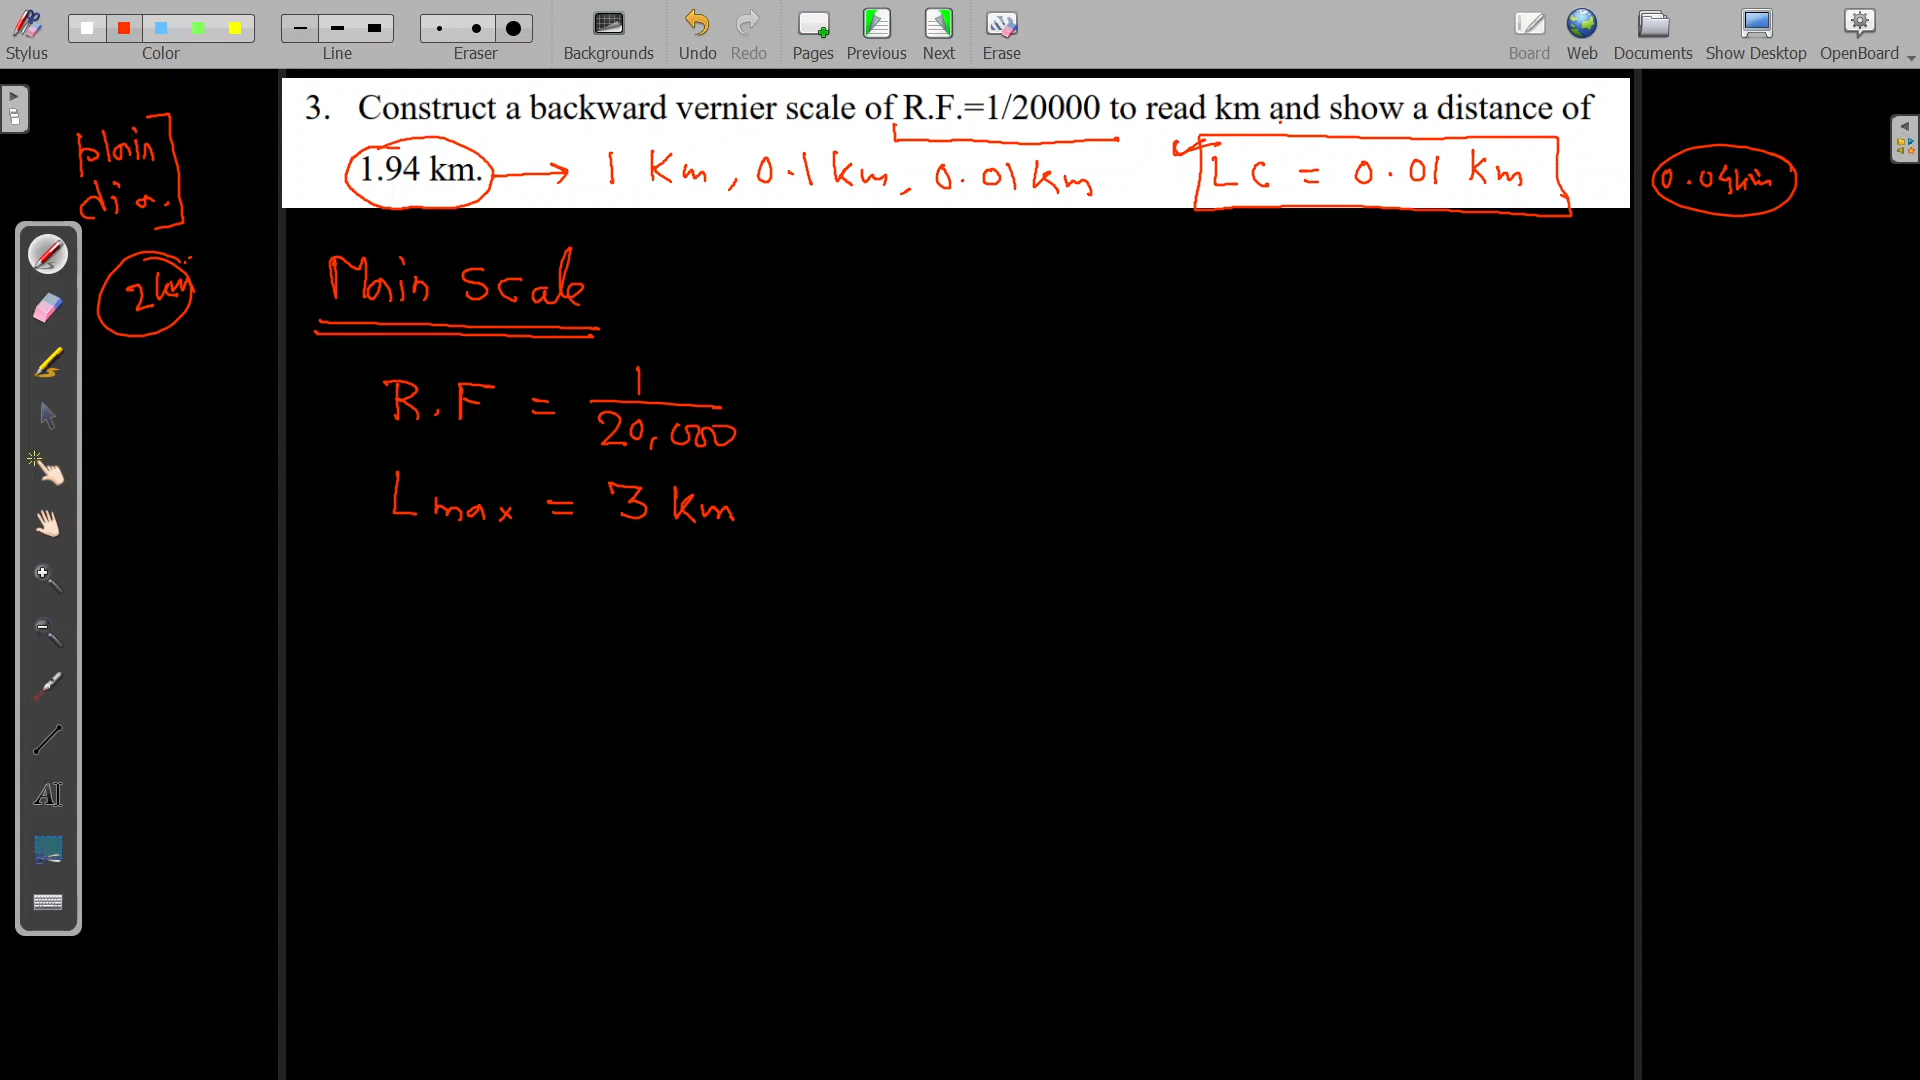 Stylus Color Line Eraser Backgrounds Undo Redo Pages Previous Next Erase Board Web Documents Show Desktop OpenBoard
3. Construct a backward vernier scale of R.F.=1/20000 to read km and show a distance of
1.94 km. → 1 Km, 0.1 km, 0.01 km LC = 0.01 Km
0.04km
plain
dia.
2 km
Main Scale
R.F = 1/20,000
Lmax = 3 km
AI